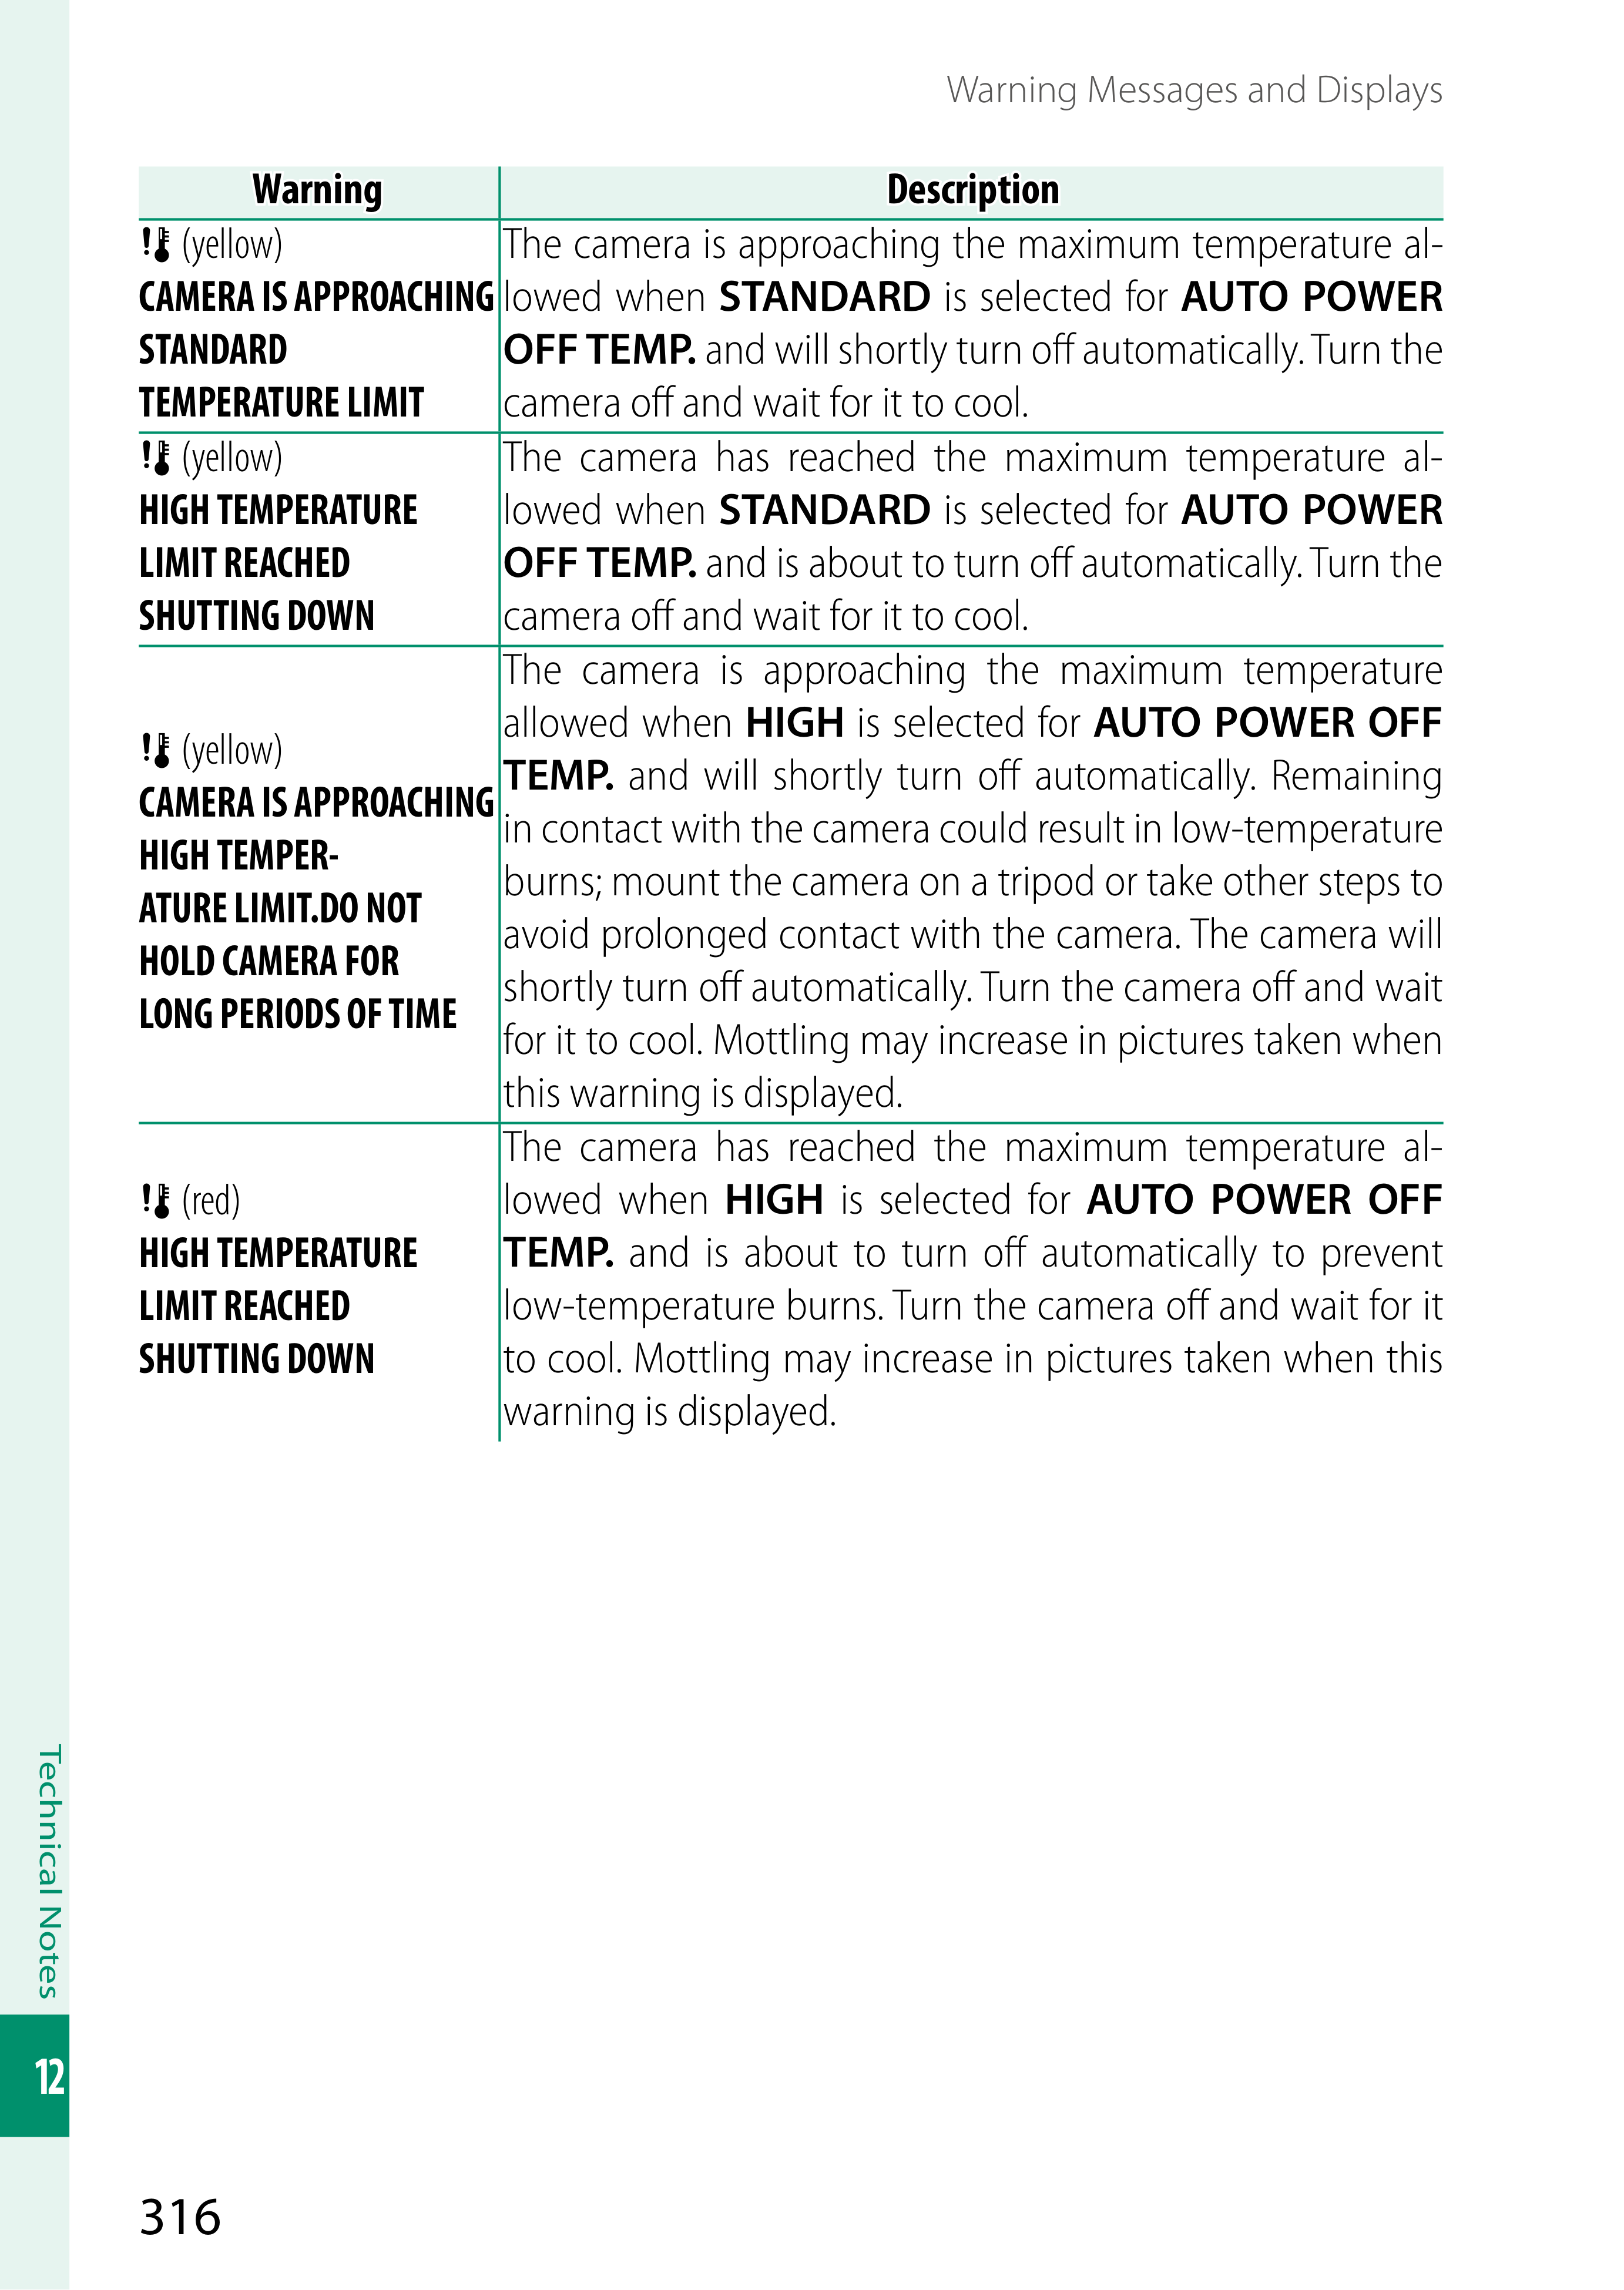 Warning Messages and Displays
Warning
Description
(yellow)
CAMERA IS APPROACHING
STANDARD
TEMPERATURE LIMIT
The camera is approaching the maximum temperature al-
lowed when STANDARD is selected for AUTO POWER
OFF TEMP. and will shortly turn off automatically. Turn the
camera off and wait for it to cool.
(yellow)
HIGH TEMPERATURE
LIMIT REACHED
SHUTTING DOWN
The camera has reached the maximum temperature al-
lowed when STANDARD is selected for AUTO POWER
OFF TEMP. and is about to turn off automatically. Turn the
camera off and wait for it to cool.
(yellow)
CAMERA IS APPROACHING
HIGH TEMPER-
ATURE LIMIT.DO NOT
HOLD CAMERA FOR
LONG PERIODS OF TIME
The camera is approaching the maximum temperature
allowed when HIGH is selected for AUTO POWER OFF
TEMP. and will shortly turn off automatically. Remaining
in contact with the camera could result in low-temperature
burns; mount the camera on a tripod or take other steps to
avoid prolonged contact with the camera. The camera will
shortly turn off automatically. Turn the camera off and wait
for it to cool. Mottling may increase in pictures taken when
this warning is displayed.
(red)
HIGH TEMPERATURE
LIMIT REACHED
SHUTTING DOWN
The camera has reached the maximum temperature al-
lowed when HIGH is selected for AUTO POWER OFF
TEMP. and is about to turn off automatically to prevent
low-temperature burns. Turn the camera off and wait for it
to cool. Mottling may increase in pictures taken when this
warning is displayed.
Technical Notes
12
316